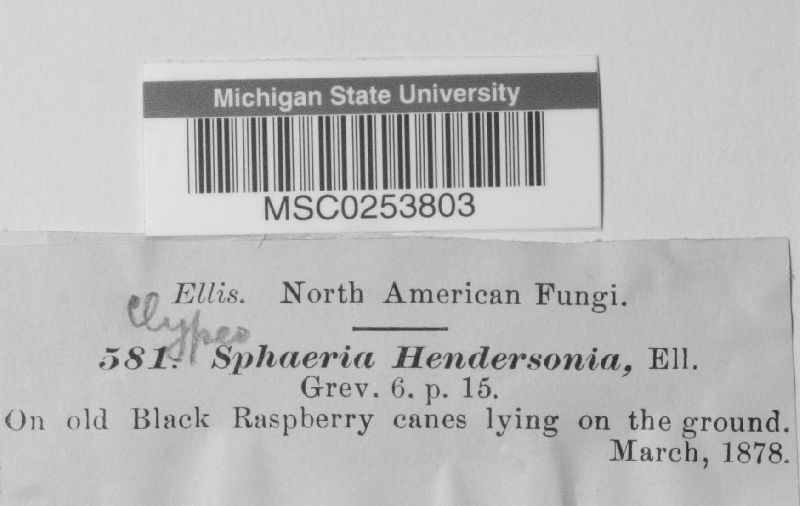 Michigan State University
MSC0253803
Ellis. North American Fungi.
Clypeo
581. Sphaeria Hendersonia, Ell.
Grev. 6. p. 15.
On old Black Raspberry canes lying on the ground.
March, 1878.